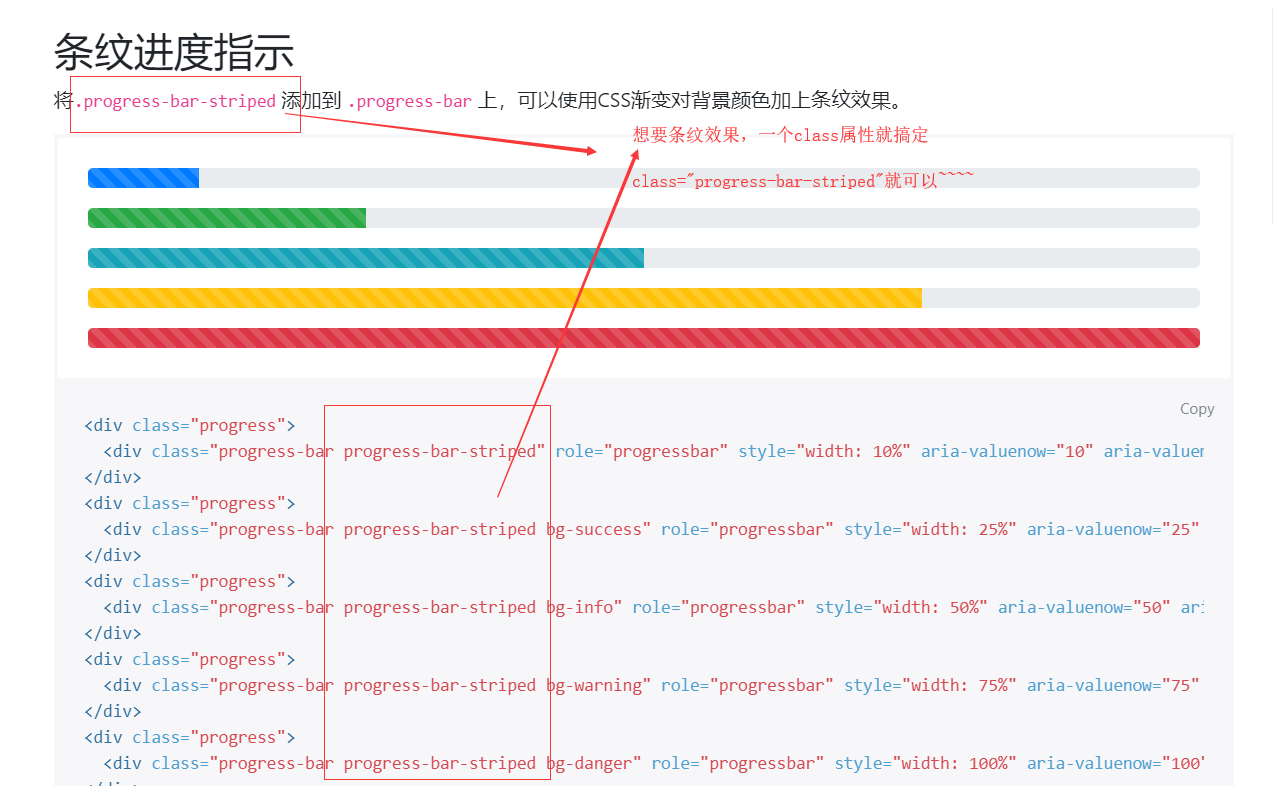 条纹进度指示
将.progress-bar-striped 添加到 .progress-bar 上，可以使用CSS渐变对背景颜色加上条纹效果。
想要条纹效果，一个class属性就搞定
class="progress-bar-striped"就可以~~~~
Copy
<div class="progress">
<div class="progress-bar progress-bar-striped" role="progressbar" style="width: 10%" aria-valuenow="10" aria-valuer
</div>
<div class="progress">
<div class="progress-bar progress-bar-striped bg-success" role="progressbar" style="width: 25%" aria-valuenow="25"
</div>
<div class="progress">
<div class="progress-bar progress-bar-striped bg-info" role="progressbar" style="width: 50%" aria-valuenow="50" ari
</div>
<div class="progress">
<div class="progress-bar progress-bar-striped bg-warning" role="progressbar" style="width: 75%" aria-valuenow="75"
</div>
<div class="progress">
<div class="progress-bar progress-bar-striped bg-danger" role="progressbar" style="width: 100%" aria-valuenow="100"